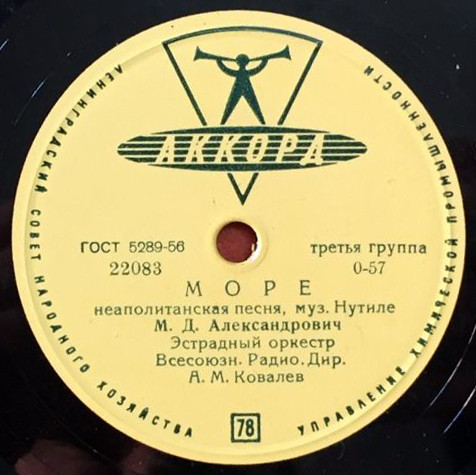 АККОРД
ЛЕНИНГРАДСКИЙ СОВЕТ НАРОДНОГО ХОЗЯЙСТВА
УПРАВЛЕНИЕ ХИМИЧЕСКОЙ ПРОМЫШЛЕННОСТИ
ГОСТ 5289-56 третья группа
22083 0-57
МОРЕ
неаполитанская песня, муз. Нутиле
М. Д. Александрович
Эстрадный оркестр
Всесоюзн. Радио. Дир.
А. М. Ковалев
78